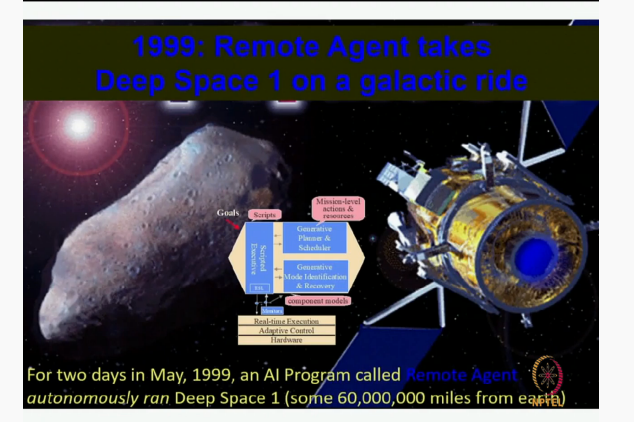 1999: Remote Agent takes
Deep Space 1 on a galactic ride
Mission-level
actions &
resources
Goals
Scripts
Generative
Planner &
Scheduler
Scripted
Executive
Generative
Mode Identification
& Recovery
component models
Monitors
Real-time Execution
Adaptive Control
Hardware
For two days in May, 1999, an AI Program called Remote Agent
autonomously ran Deep Space 1 (some 60,000,000 miles from earth)
NPTEL